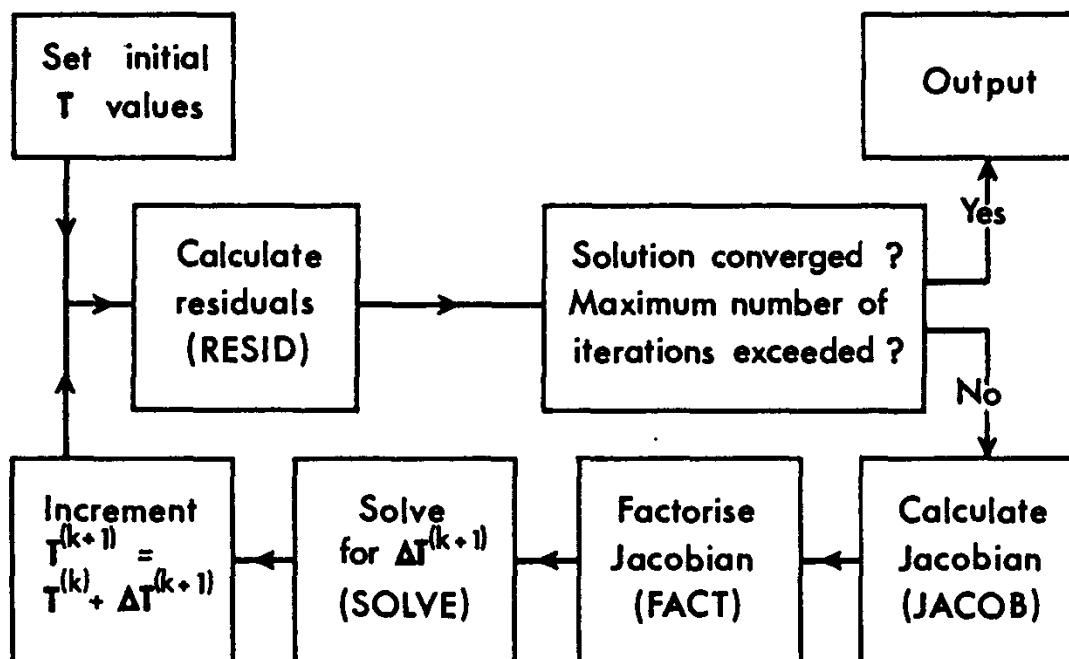 Set initial
T values
Output
Yes
Calculate
residuals
(RESID)
Solution converged ?
Maximum number of
iterations exceeded ?
No
Increment
T^(k+1) =
T^(k) + ΔT^(k+1)
Solve
for ΔT^(k+1)
(SOLVE)
Factorise
Jacobian
(FACT)
Calculate
Jacobian
(JACOB)